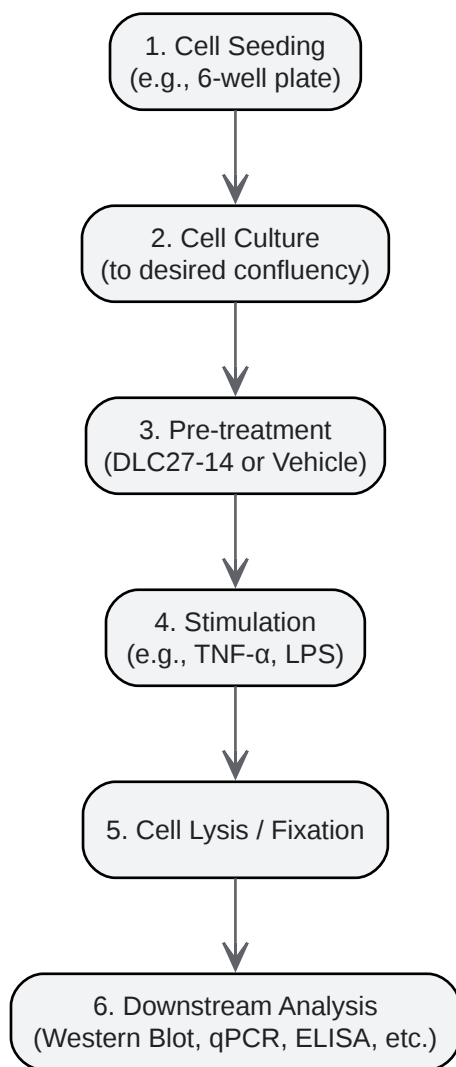 1. Cell Seeding
(e.g., 6-well plate)
2. Cell Culture
(to desired confluency)
3. Pre-treatment
(DLC27-14 or Vehicle)
4. Stimulation
(e.g., TNF-α, LPS)
5. Cell Lysis / Fixation
6. Downstream Analysis
(Western Blot, qPCR, ELISA, etc.)